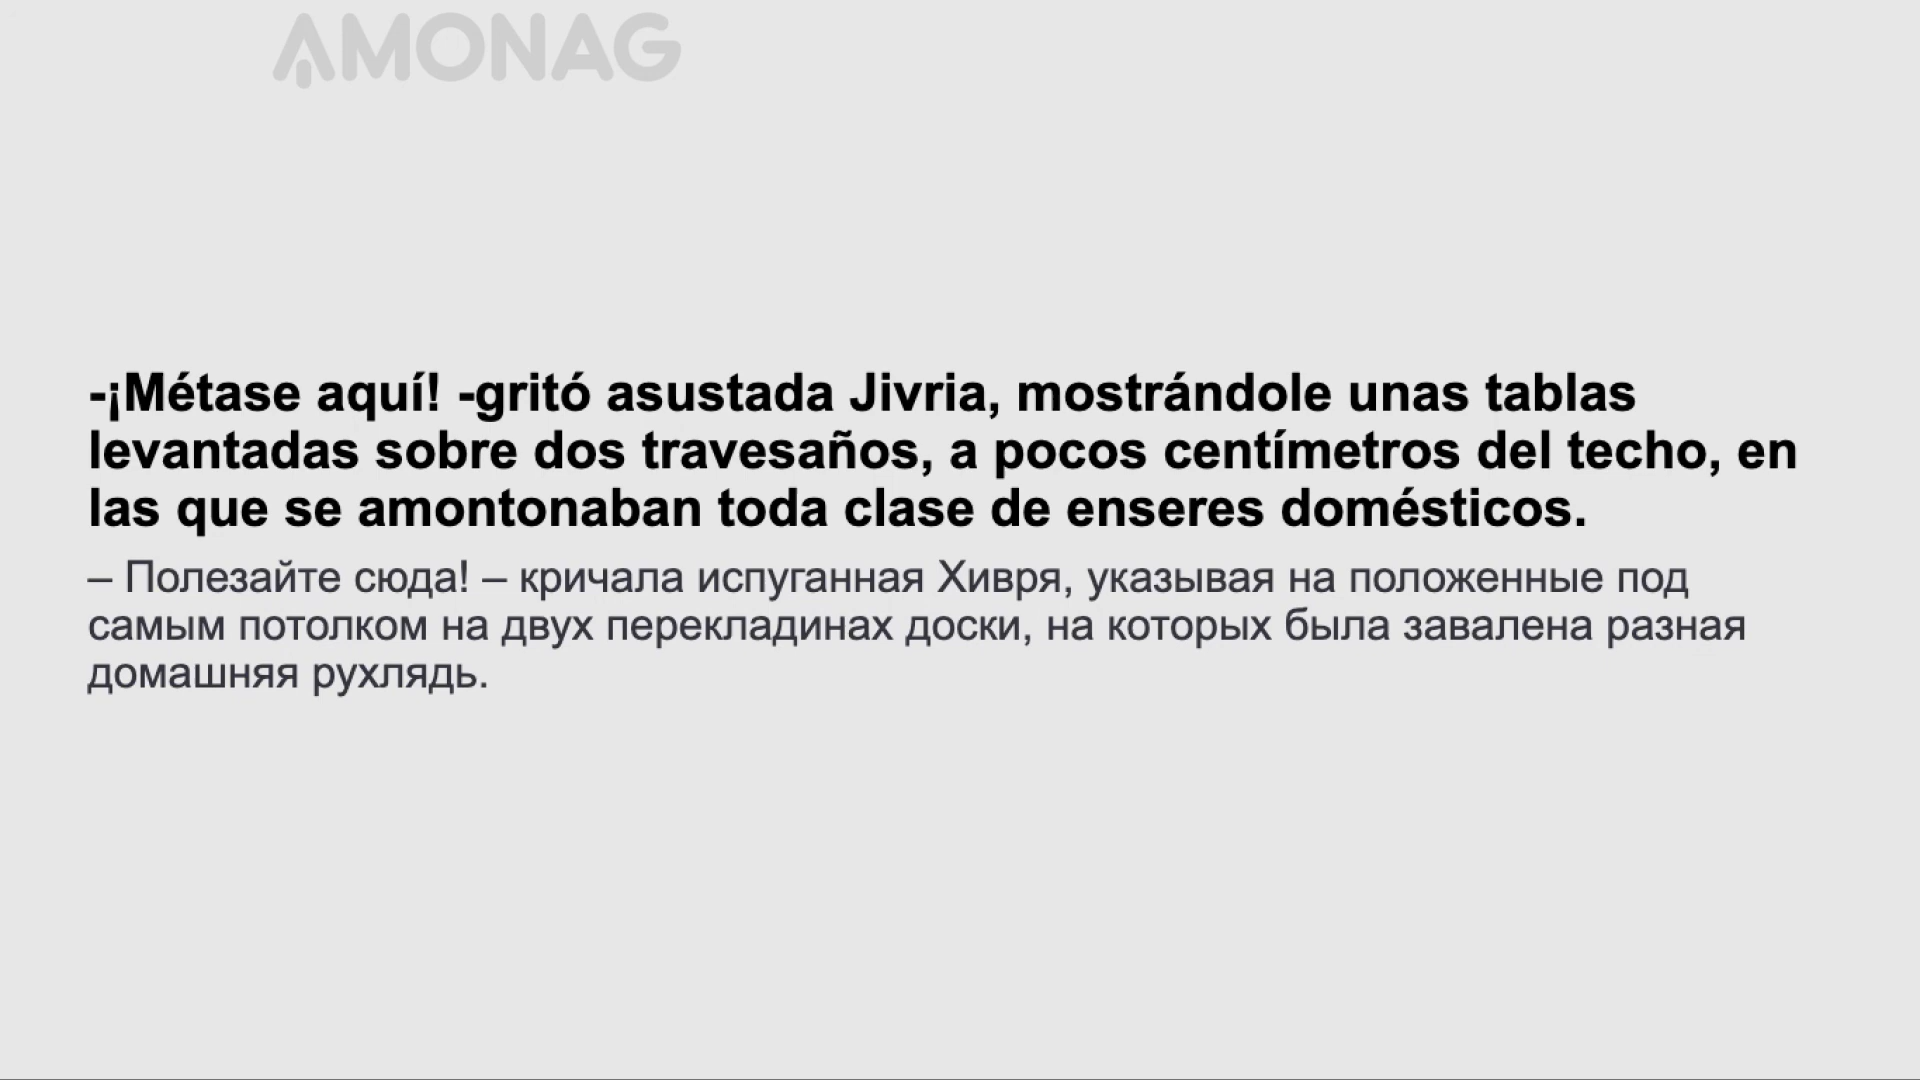 AMONAG
-¡Métase aquí! -gritó asustada Jivria, mostrándole unas tablas
levantadas sobre dos travesaños, a pocos centímetros del techo, en
las que se amontonaban toda clase de enseres domésticos.
– Полезайте сюда! – кричала испуганная Хивря, указывая на положенные под
самым потолком на двух перекладинах доски, на которых была завалена разная
домашняя рухлядь.